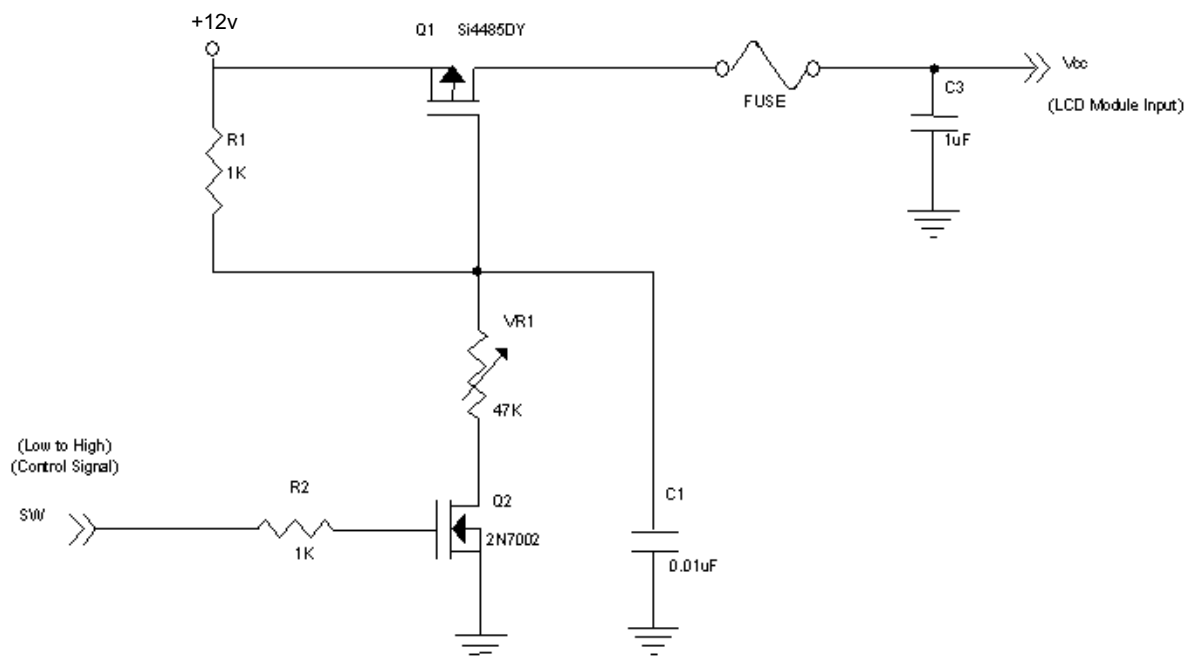 +12v
Q1 Si4485DY
FUSE
C3
1uF
Vcc
(LCD Module Input)
R1
1K
VR1
47K
(Low to High)
(Control Signal)
SW
R2
1K
Q2
2N7002
C1
0.01uF